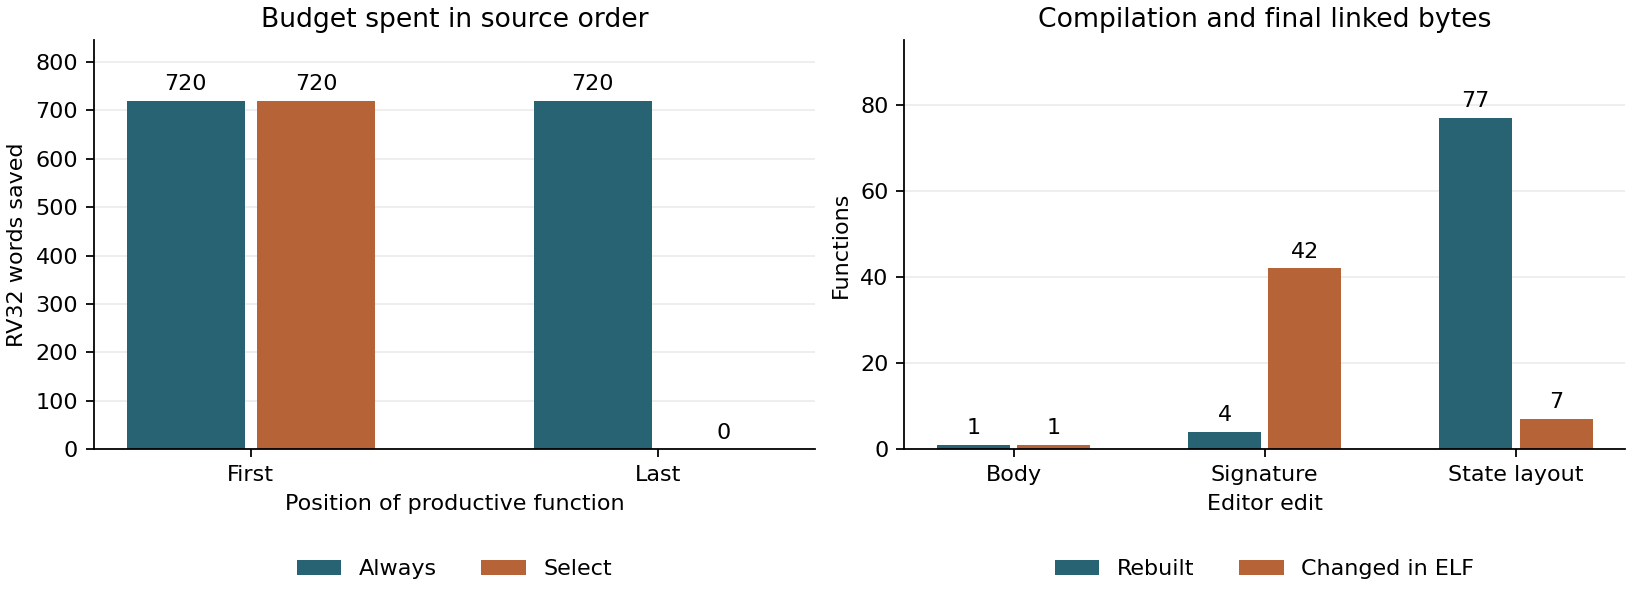 Budget spent in source order
RV32 words saved
800
700
600
500
400
300
200
100
0
720
720
720
0
First
Last
Position of productive function
Always
Select
Compilation and final linked bytes
Functions
80
60
40
20
0
1
1
4
42
77
7
Body
Signature
State layout
Editor edit
Rebuilt
Changed in ELF